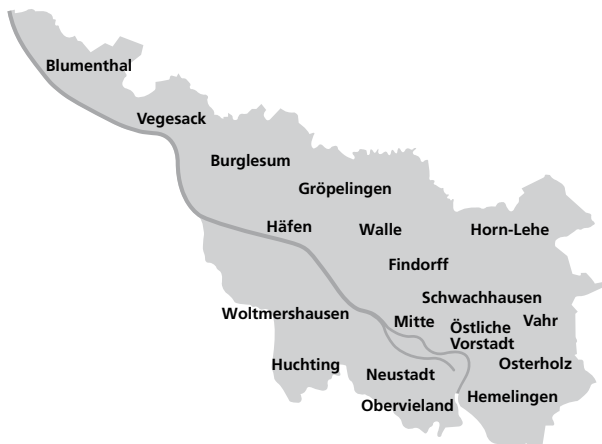 Blumenthal
Vegesack
Burglesum
Gröpelingen
Häfen
Walle
Horn-Lehe
Findorff
Schwachhausen
Woltmershausen
Mitte
Östliche
Vorstadt
Vahr
Huchting
Neustadt
Osterholz
Obervieland
Hemelingen